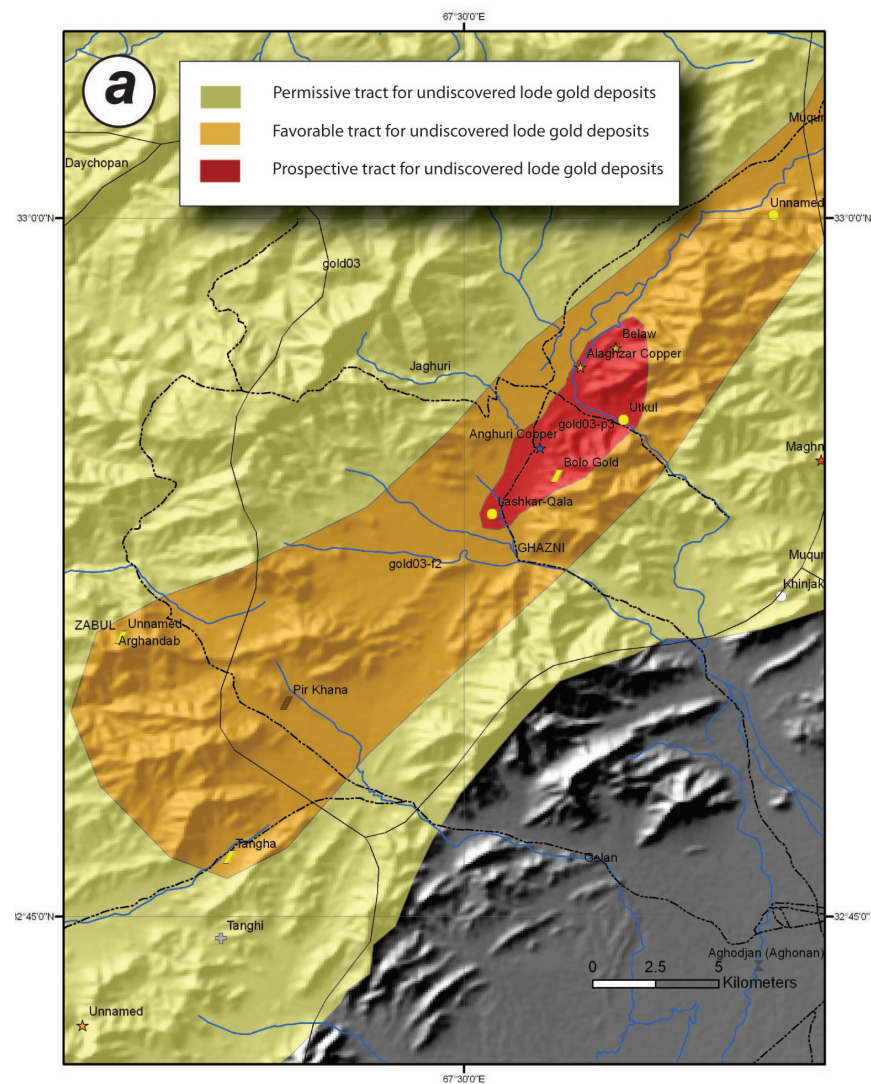 67°30'0"E
a
Permissive tract for undiscovered lode gold deposits
Favorable tract for undiscovered lode gold deposits
Prospective tract for undiscovered lode gold deposits
Muqur
Daychopan
Unnamed
33°0'0"N
33°0'0"N
gold03
Belaw
Alaghzar Copper
Jaghuri
Utkul
gold03-p3
Anghuri Copper
Maghn
Bolo Gold
Lashkar-Qala
GHAZNI
Muqur
gold03-f2
Khinjak
ZABUL
Unnamed
Arghandab
Pir Khana
Tangha
Gelan
32°45'0"N
Tanghi
Aghodjan (Aghonan)
0 2.5 5
Kilometers
Unnamed
67°30'0"E